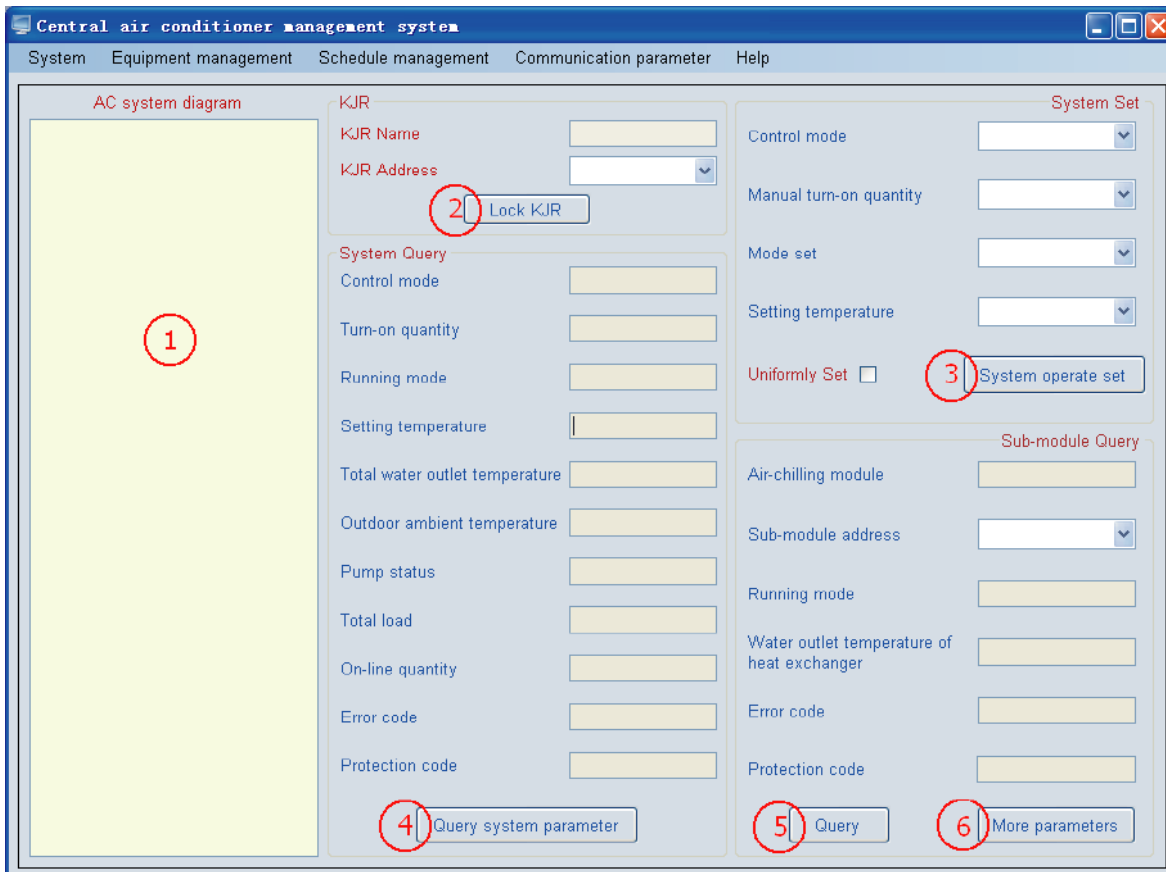 Central air conditioner management system
System Equipment management Schedule management Communication parameter Help
AC system diagram
1
KJR
KJR Name
KJR Address
2 Lock KJR
System Query
Control mode
Turn-on quantity
Running mode
Setting temperature
Total water outlet temperature
Outdoor ambient temperature
Pump status
Total load
On-line quantity
Error code
Protection code
4 Query system parameter
System Set
Control mode
Manual turn-on quantity
Mode set
Setting temperature
Uniformly Set
3 System operate set
Sub-module Query
Air-chilling module
Sub-module address
Running mode
Water outlet temperature of
heat exchanger
Error code
Protection code
5 Query
6 More parameters